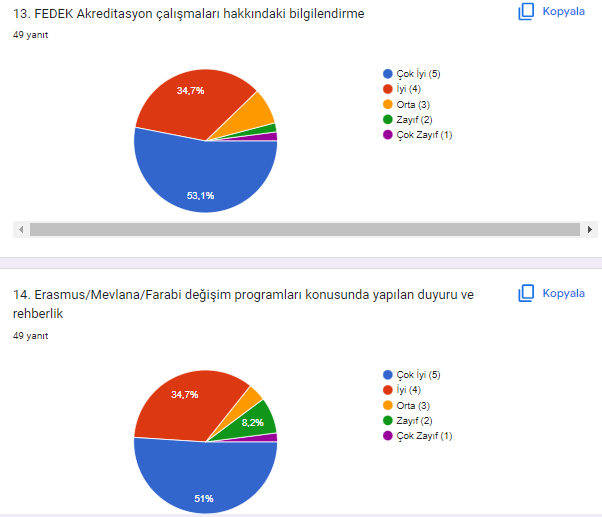 13. FEDEK Akreditasyon çalışmaları hakkındaki bilgilendirme
Kopyala
49 yanıt
Çok İyi (5)
İyi (4)
Orta (3)
Zayıf (2)
Çok Zayıf (1)
34,7%
53,1%
14. Erasmus/Mevlana/Farabi değişim programları konusunda yapılan duyuru ve
rehberlik
Kopyala
49 yanıt
Çok İyi (5)
İyi (4)
Orta (3)
Zayıf (2)
Çok Zayıf (1)
34,7%
8,2%
51%